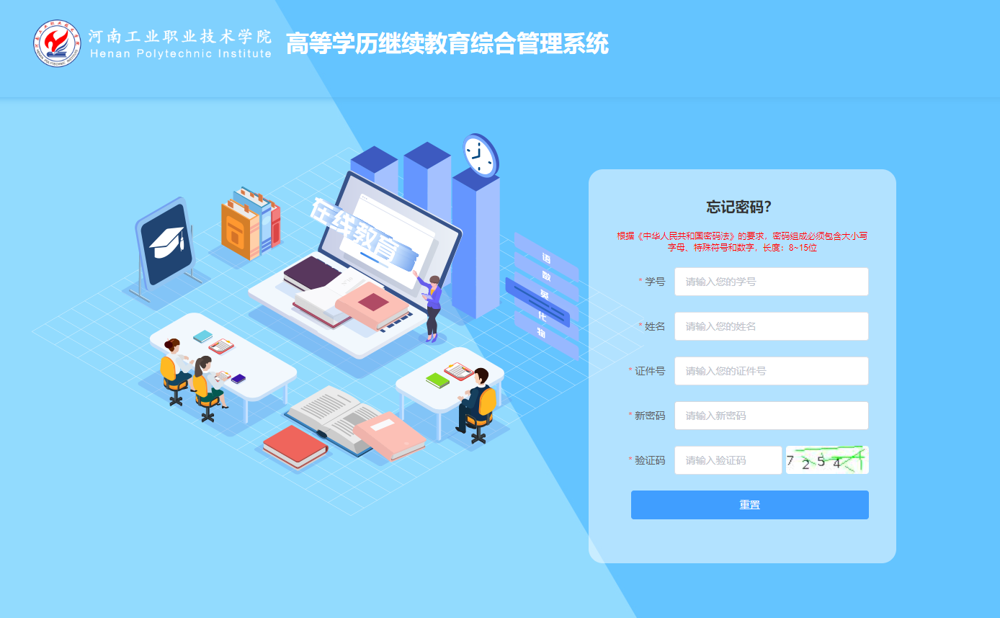 河南工业职业技术学院
Henan Polytechnic Institute
高等学历继续教育综合管理系统
在线教育
语
数
英
化
物
忘记密码?
根据《中华人民共和国密码法》的要求，密码组成必须包含大小写
字母、特殊符号和数字，长度：8~15位
* 学号 请输入您的学号
* 姓名 请输入您的姓名
* 证件号 请输入您的证件号
* 新密码 请输入新密码
* 验证码 请输入验证码 7254
重置